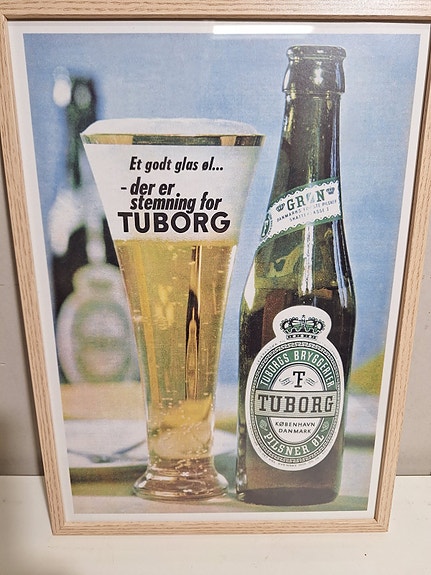 Et godt glas øl...
- der er
stemning for
TUBORG
GRØN
TUBORGS BRYGGERIER
TUBORG
KØBENHAVN
DANMARK
PILSNER ØL